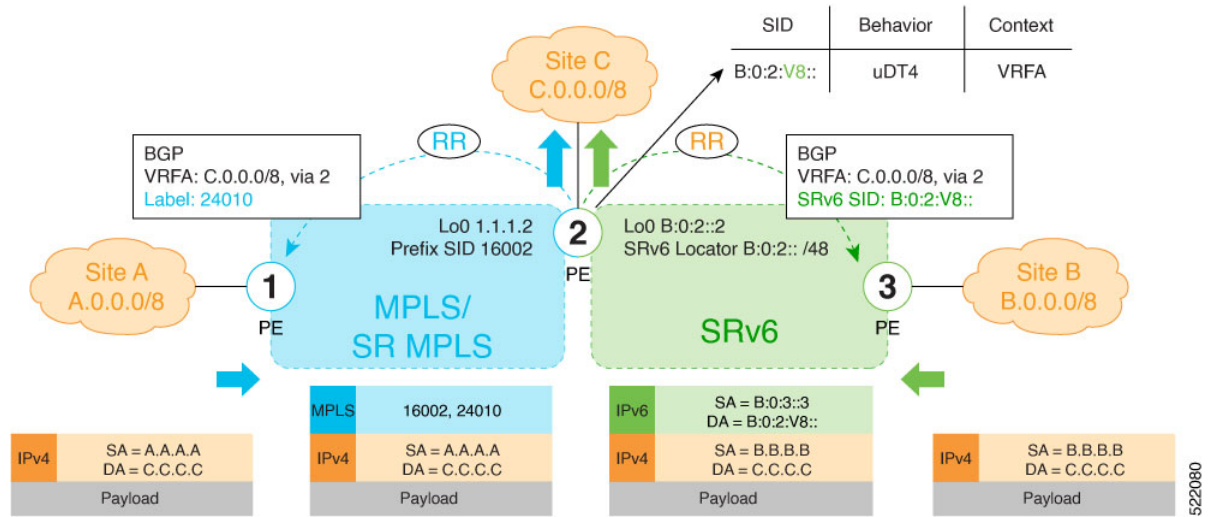 SID Behavior Context
B:0:2:V8:: uDT4 VRFA
Site C
C.0.0.0/8
RR
RR
BGP
VRFA: C.0.0.0/8, via 2
Label: 24010
BGP
VRFA: C.0.0.0/8, via 2
SRv6 SID: B:0:2:V8::
Lo0 1.1.1.2
Prefix SID 16002
2
PE
Lo0 B:0:2::2
SRv6 Locator B:0:2:: /48
Site A
A.0.0.0/8
1
PE
MPLS/
SR MPLS
SRv6
3
PE
Site B
B.0.0.0/8
MPLS
16002, 24010
IPv6
SA = B:0:3::3
DA = B:0:2:V8::
IPv4
SA = A.A.A.A
DA = C.C.C.C
Payload
IPv4
SA = A.A.A.A
DA = C.C.C.C
Payload
IPv4
SA = B.B.B.B
DA = C.C.C.C
Payload
IPv4
SA = B.B.B.B
DA = C.C.C.C
Payload
522080